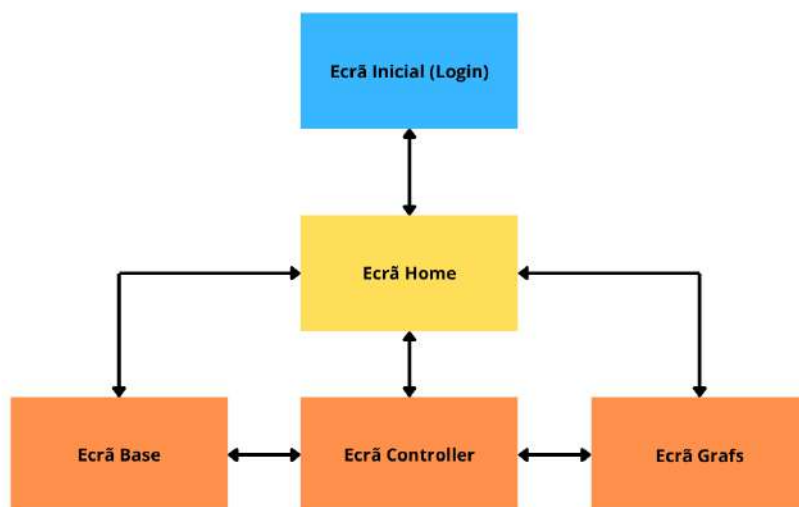 Ecrã Inicial (Login)
Ecrã Home
Ecrã Base
Ecrã Controller
Ecrã Grafs